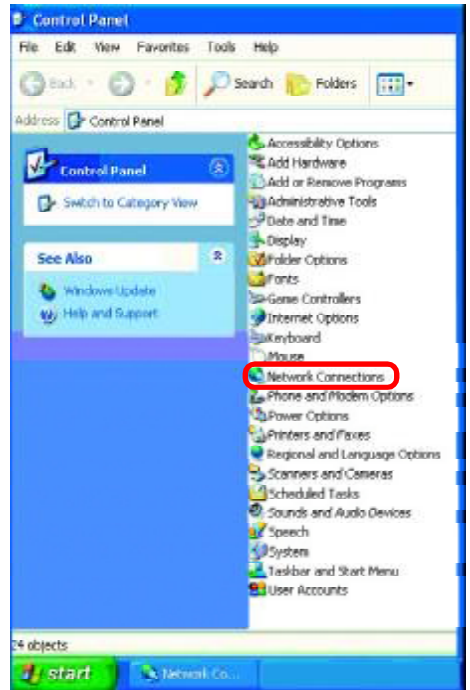 Control Panel
File Edit View Favorites Tools Help
Back Search Folders
Address Control Panel
Control Panel
Switch to Category View
See Also
Windows Update
Help and Support
Accessibility Options
Add Hardware
Add or Remove Programs
Administrative Tools
Date and Time
Display
Folder Options
Fonts
Game Controllers
Internet Options
Keyboard
Mouse
Network Connections
Phone and Modem Options
Power Options
Printers and Faxes
Regional and Language Options
Scanners and Cameras
Scheduled Tasks
Sounds and Audio Devices
Speech
System
Taskbar and Start Menu
User Accounts
24 objects
start Network Co...